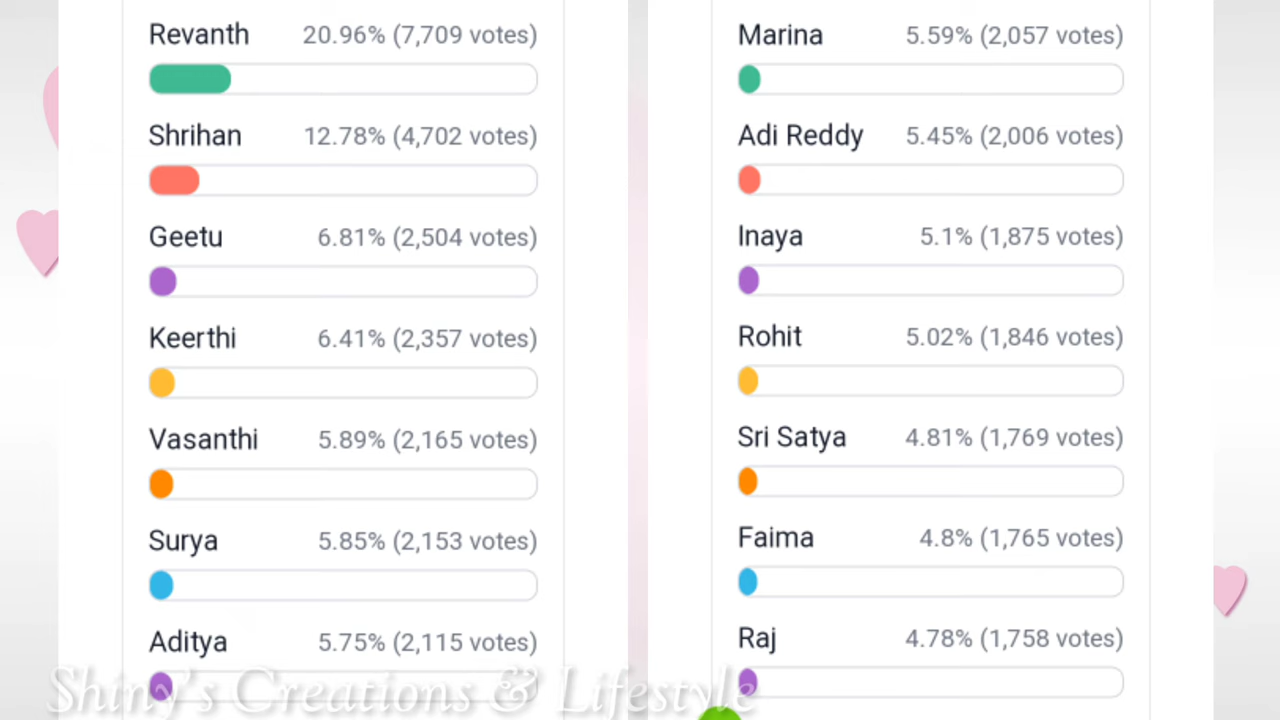 Revanth 20.96% (7,709 votes)
Shrihan 12.78% (4,702 votes)
Geetu 6.81% (2,504 votes)
Keerthi 6.41% (2,357 votes)
Vasanthi 5.89% (2,165 votes)
Surya 5.85% (2,153 votes)
Aditya 5.75% (2,115 votes)
Marina 5.59% (2,057 votes)
Adi Reddy 5.45% (2,006 votes)
Inaya 5.1% (1,875 votes)
Rohit 5.02% (1,846 votes)
Sri Satya 4.81% (1,769 votes)
Faima 4.8% (1,765 votes)
Raj 4.78% (1,758 votes)
Shiny's Creations & Lifestyle